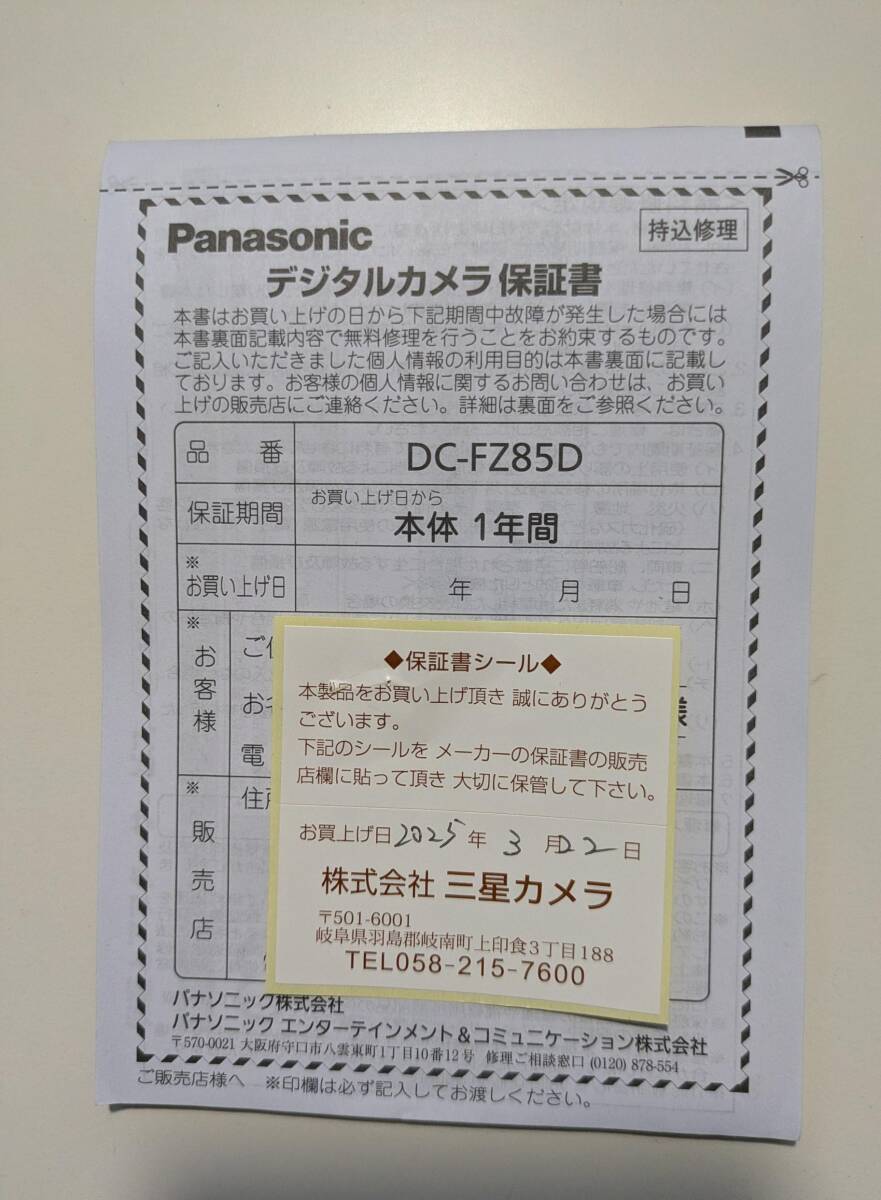 Panasonic
持込修理
デジタルカメラ保証書
本書はお買い上げの日から下記期間中故障が発生した場合には
本書裏面記載内容で無料修理を行うことをお約束するものです。
ご記入いただきました個人情報の利用目的は本書裏面に記載し
ております。お客様の個人情報に関するお問い合わせは、お買い
上げの販売店にご連絡ください。詳細は裏面をご参照ください。
品番 DC-FZ85D
保証期間 お買い上げ日から
本体 1年間
※
お買い上げ日 年 月 日
※
お客様
ご
お
様
電
※
販売店
住
◆保証書シール◆
本製品をお買い上げ頂き 誠にありがとう
ございます。
下記のシールを メーカーの保証書の販売
店欄に貼って頂き 大切に保管して下さい。
お買上げ日 2025 年 3 月 22 日
株式会社 三星カメラ
〒501-6001
岐阜県羽島郡岐南町上印食3丁目188
TEL058-215-7600
パナソニック株式会社
パナソニック エンターテインメント&コミュニケーション株式会社
〒570-0021 大阪府守口市八雲東町1丁目10番12号 修理ご相談窓口 (0120) 878-554
ご販売店様へ ※印欄は必ず記入してお渡しください。